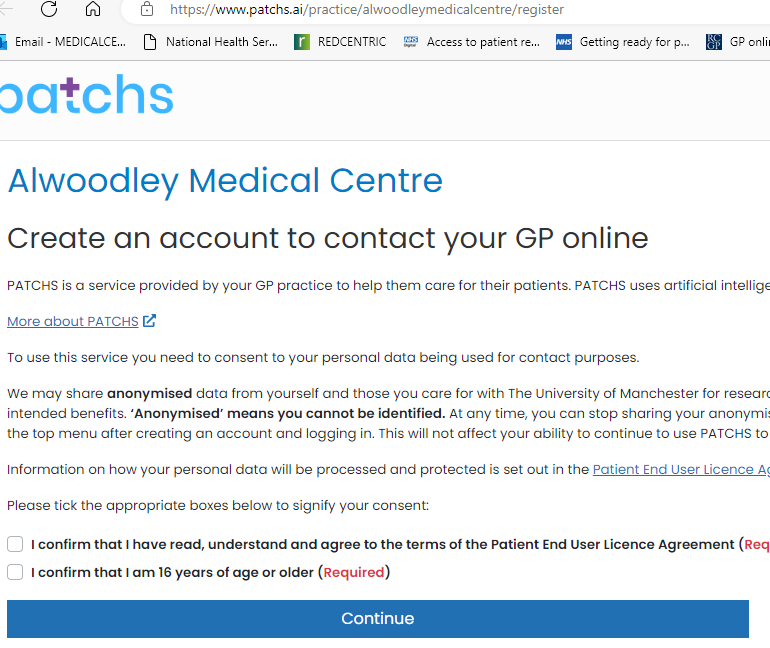 https://www.patchs.ai/practice/alwoodleymedicalcentre/register
Email - MEDICALCE... National Health Ser... r REDCENTRIC NHS Digital Access to patient re... NHS Getting ready for p... RC GP GP onli
patchs
Alwoodley Medical Centre
Create an account to contact your GP online
PATCHS is a service provided by your GP practice to help them care for their patients. PATCHS uses artificial intellige
More about PATCHS
To use this service you need to consent to your personal data being used for contact purposes.
We may share anonymised data from yourself and those you care for with The University of Manchester for researc
intended benefits. ‘Anonymised’ means you cannot be identified. At any time, you can stop sharing your anonymis
the top menu after creating an account and logging in. This will not affect your ability to continue to use PATCHS to
Information on how your personal data will be processed and protected is set out in the Patient End User Licence Ag
Please tick the appropriate boxes below to signify your consent:
I confirm that I have read, understand and agree to the terms of the Patient End User Licence Agreement (Req
I confirm that I am 16 years of age or older (Required)
Continue